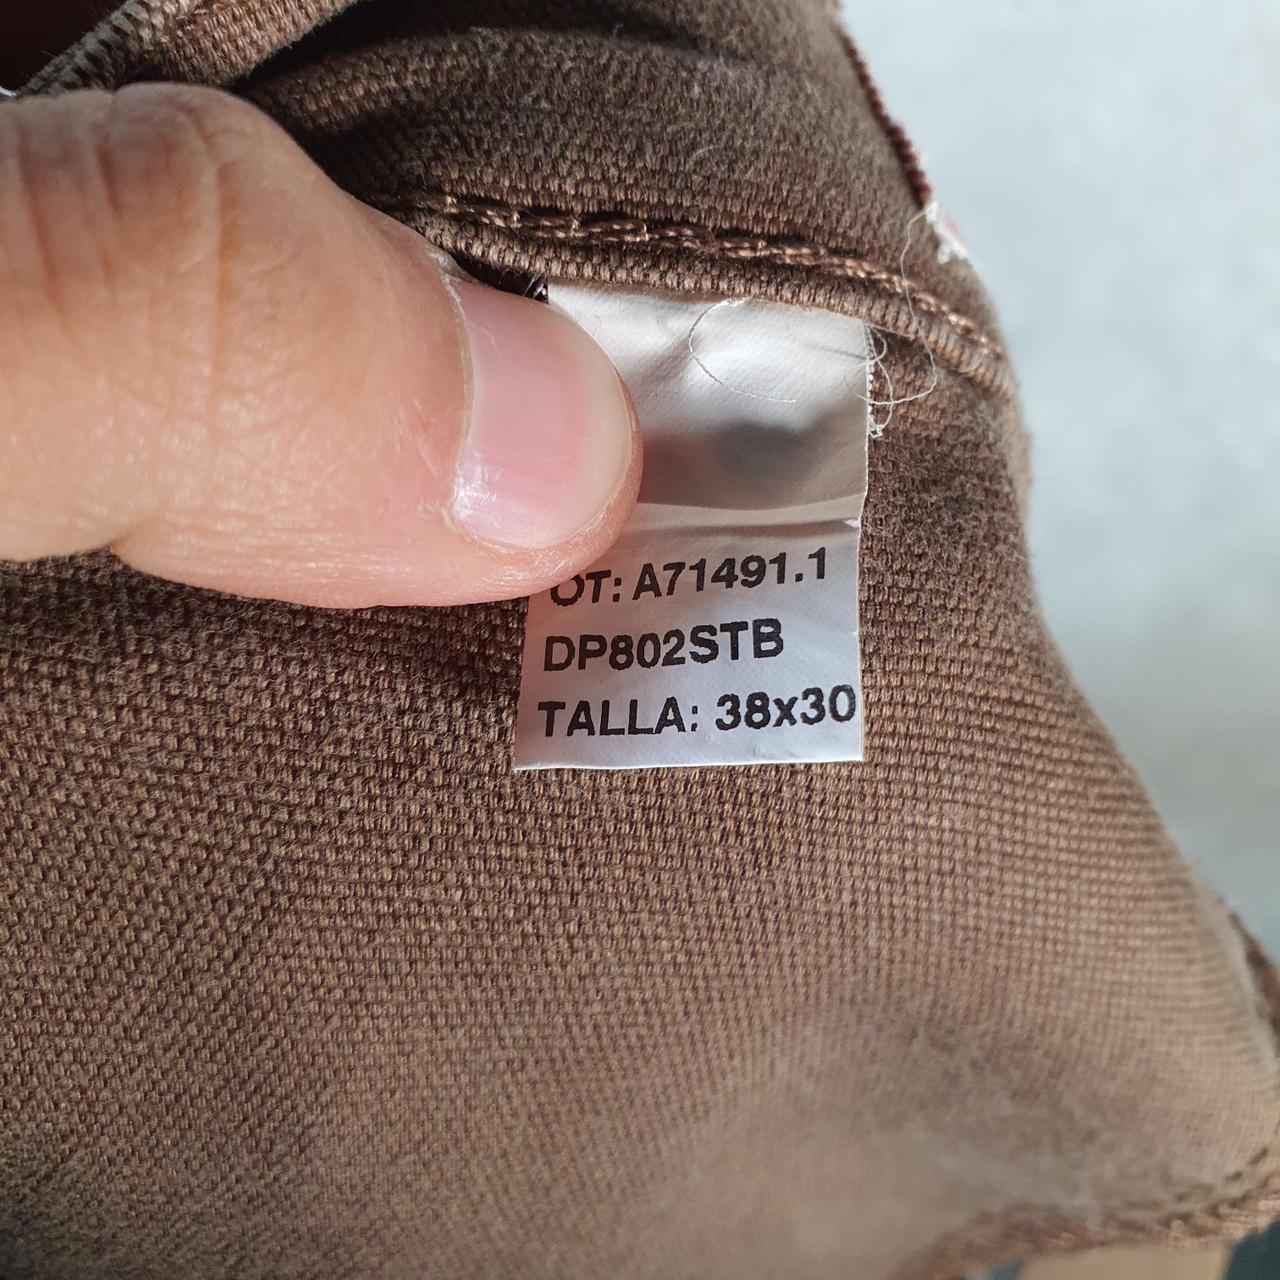 OT: A71491.1
DP802STB
TALLA: 38x30